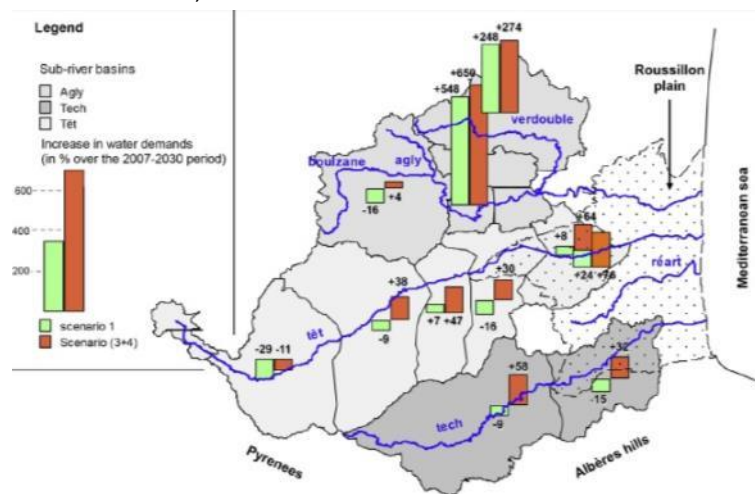 Legend
Sub-river basins
Agly
Tech
Têt
Increase in water demands
(in % over the 2007-2030 period)
600
400
200
scenario 1
Scenario (3+4)
+274
+248
+659
+548
verdouble
Roussillon
plain
bouizane
agly
-16
+4
+8
+64
+24
réart
Mediterranean sea
+38
+30
+7
+47
-16
-9
têt
-29
-11
+58
+32
-15
-9
tech
Pyrenees
Albères hills